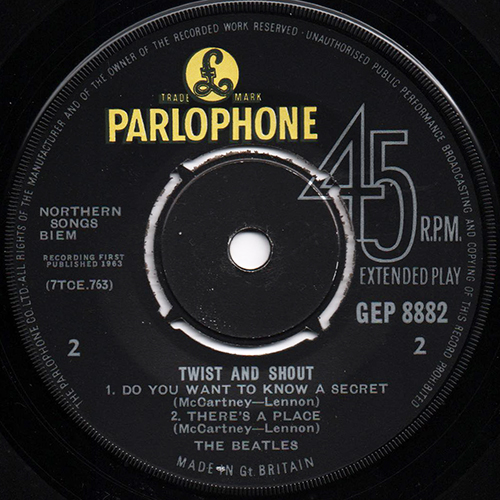 THE PARLOPHONE CO. LTD.-ALL RIGHTS OF THE MANUFACTURER AND OF THE OWNER OF THE RECORDED WORK RESERVED-UNAUTHORISED PUBLIC PERFORMANCE BROADCASTING AND COPYING OF THIS RECORD PROHIBITED
£
TRADE MARK
PARLOPHONE
45
R.P.M.
EXTENDED PLAY
NORTHERN
SONGS
BIEM
RECORDING FIRST
PUBLISHED 1963
(7TCE.763)
GEP 8882
2
2
TWIST AND SHOUT
1. DO YOU WANT TO KNOW A SECRET
(McCartney—Lennon)
2. THERE'S A PLACE
(McCartney—Lennon)
THE BEATLES
MADE IN Gt. BRITAIN